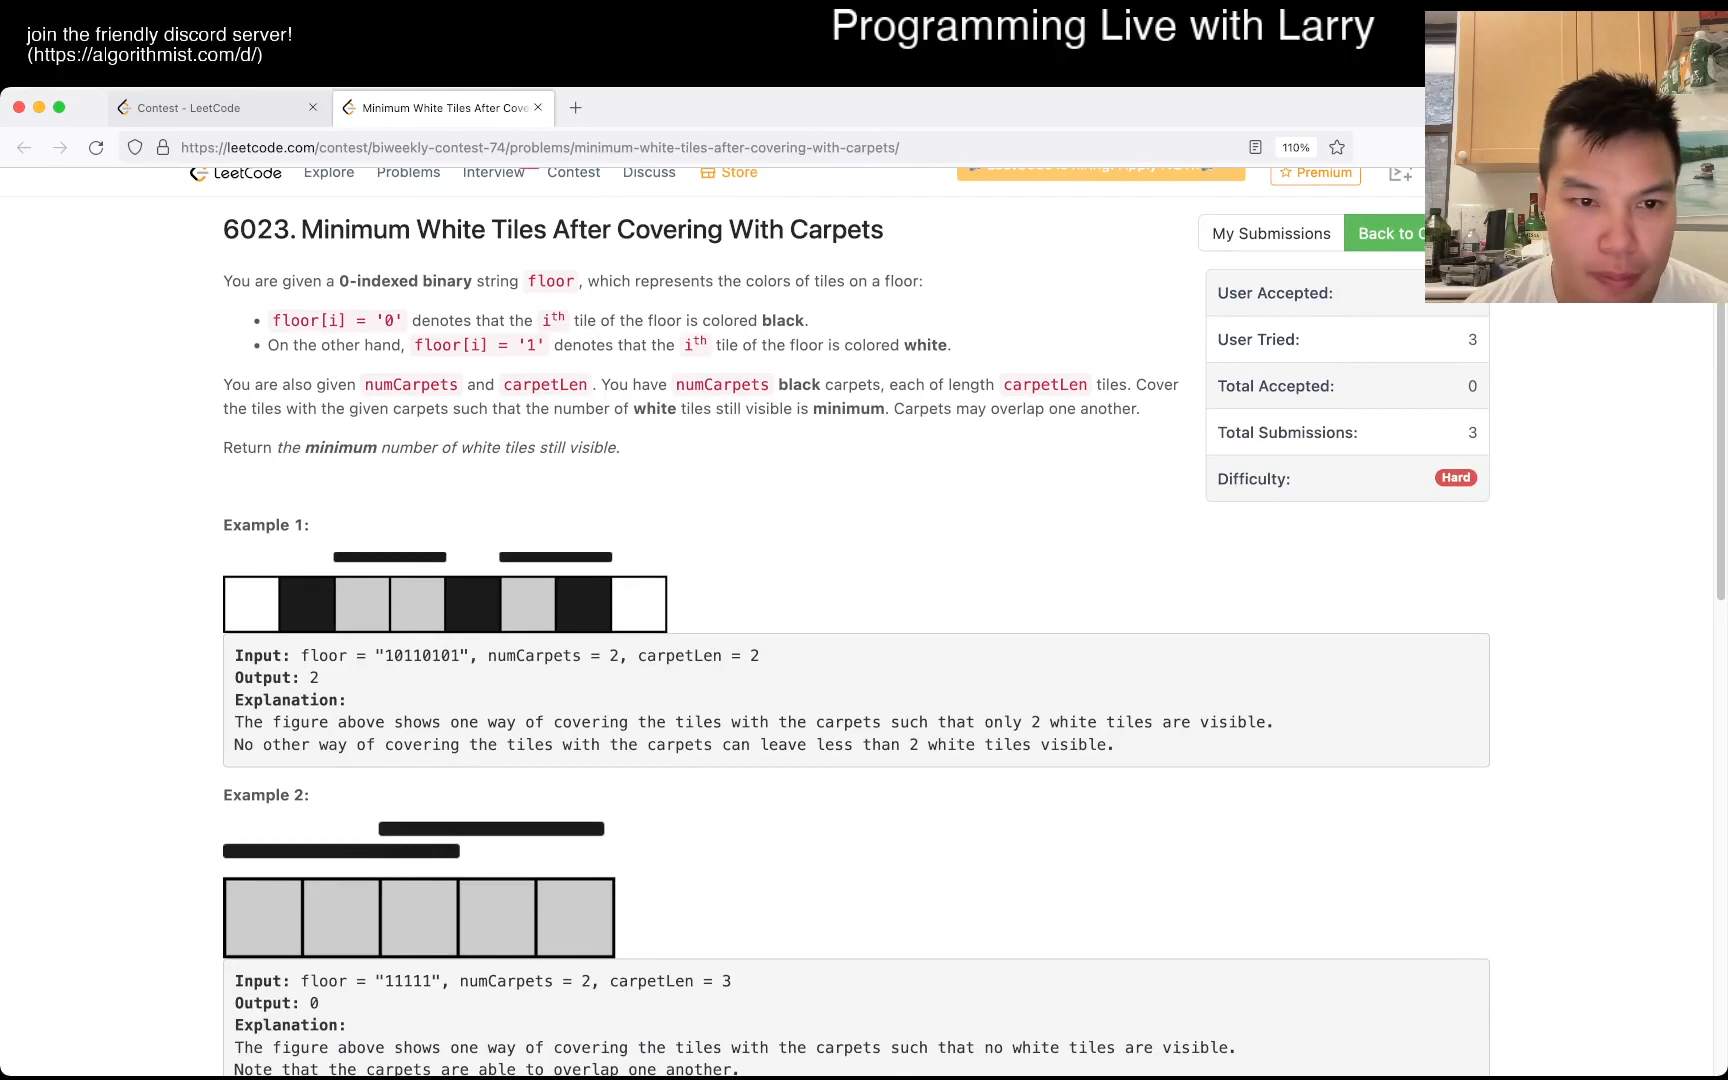 join the friendly discord server!
(https://algorithmist.com/d/)
Programming Live with Larry
Contest - LeetCode
Minimum White Tiles After Cove
https://leetcode.com/contest/biweekly-contest-74/problems/minimum-white-tiles-after-covering-with-carpets/
110%
LeetCode Explore Problems Interview Contest Discuss Store
LeetCode is hiring! Apply NOW.
Premium
6023. Minimum White Tiles After Covering With Carpets
My Submissions
Back to C
You are given a 0-indexed binary string floor, which represents the colors of tiles on a floor:
• floor[i] = '0' denotes that the ith tile of the floor is colored black.
• On the other hand, floor[i] = '1' denotes that the ith tile of the floor is colored white.
You are also given numCarpets and carpetLen. You have numCarpets black carpets, each of length carpetLen tiles. Cover
the tiles with the given carpets such that the number of white tiles still visible is minimum. Carpets may overlap one another.
Return the minimum number of white tiles still visible.
User Accepted:
User Tried: 3
Total Accepted: 0
Total Submissions: 3
Difficulty: Hard
Example 1:
Input: floor = "10110101", numCarpets = 2, carpetLen = 2
Output: 2
Explanation:
The figure above shows one way of covering the tiles with the carpets such that only 2 white tiles are visible.
No other way of covering the tiles with the carpets can leave less than 2 white tiles visible.
Example 2:
Input: floor = "11111", numCarpets = 2, carpetLen = 3
Output: 0
Explanation:
The figure above shows one way of covering the tiles with the carpets such that no white tiles are visible.
Note that the carpets are able to overlap one another.